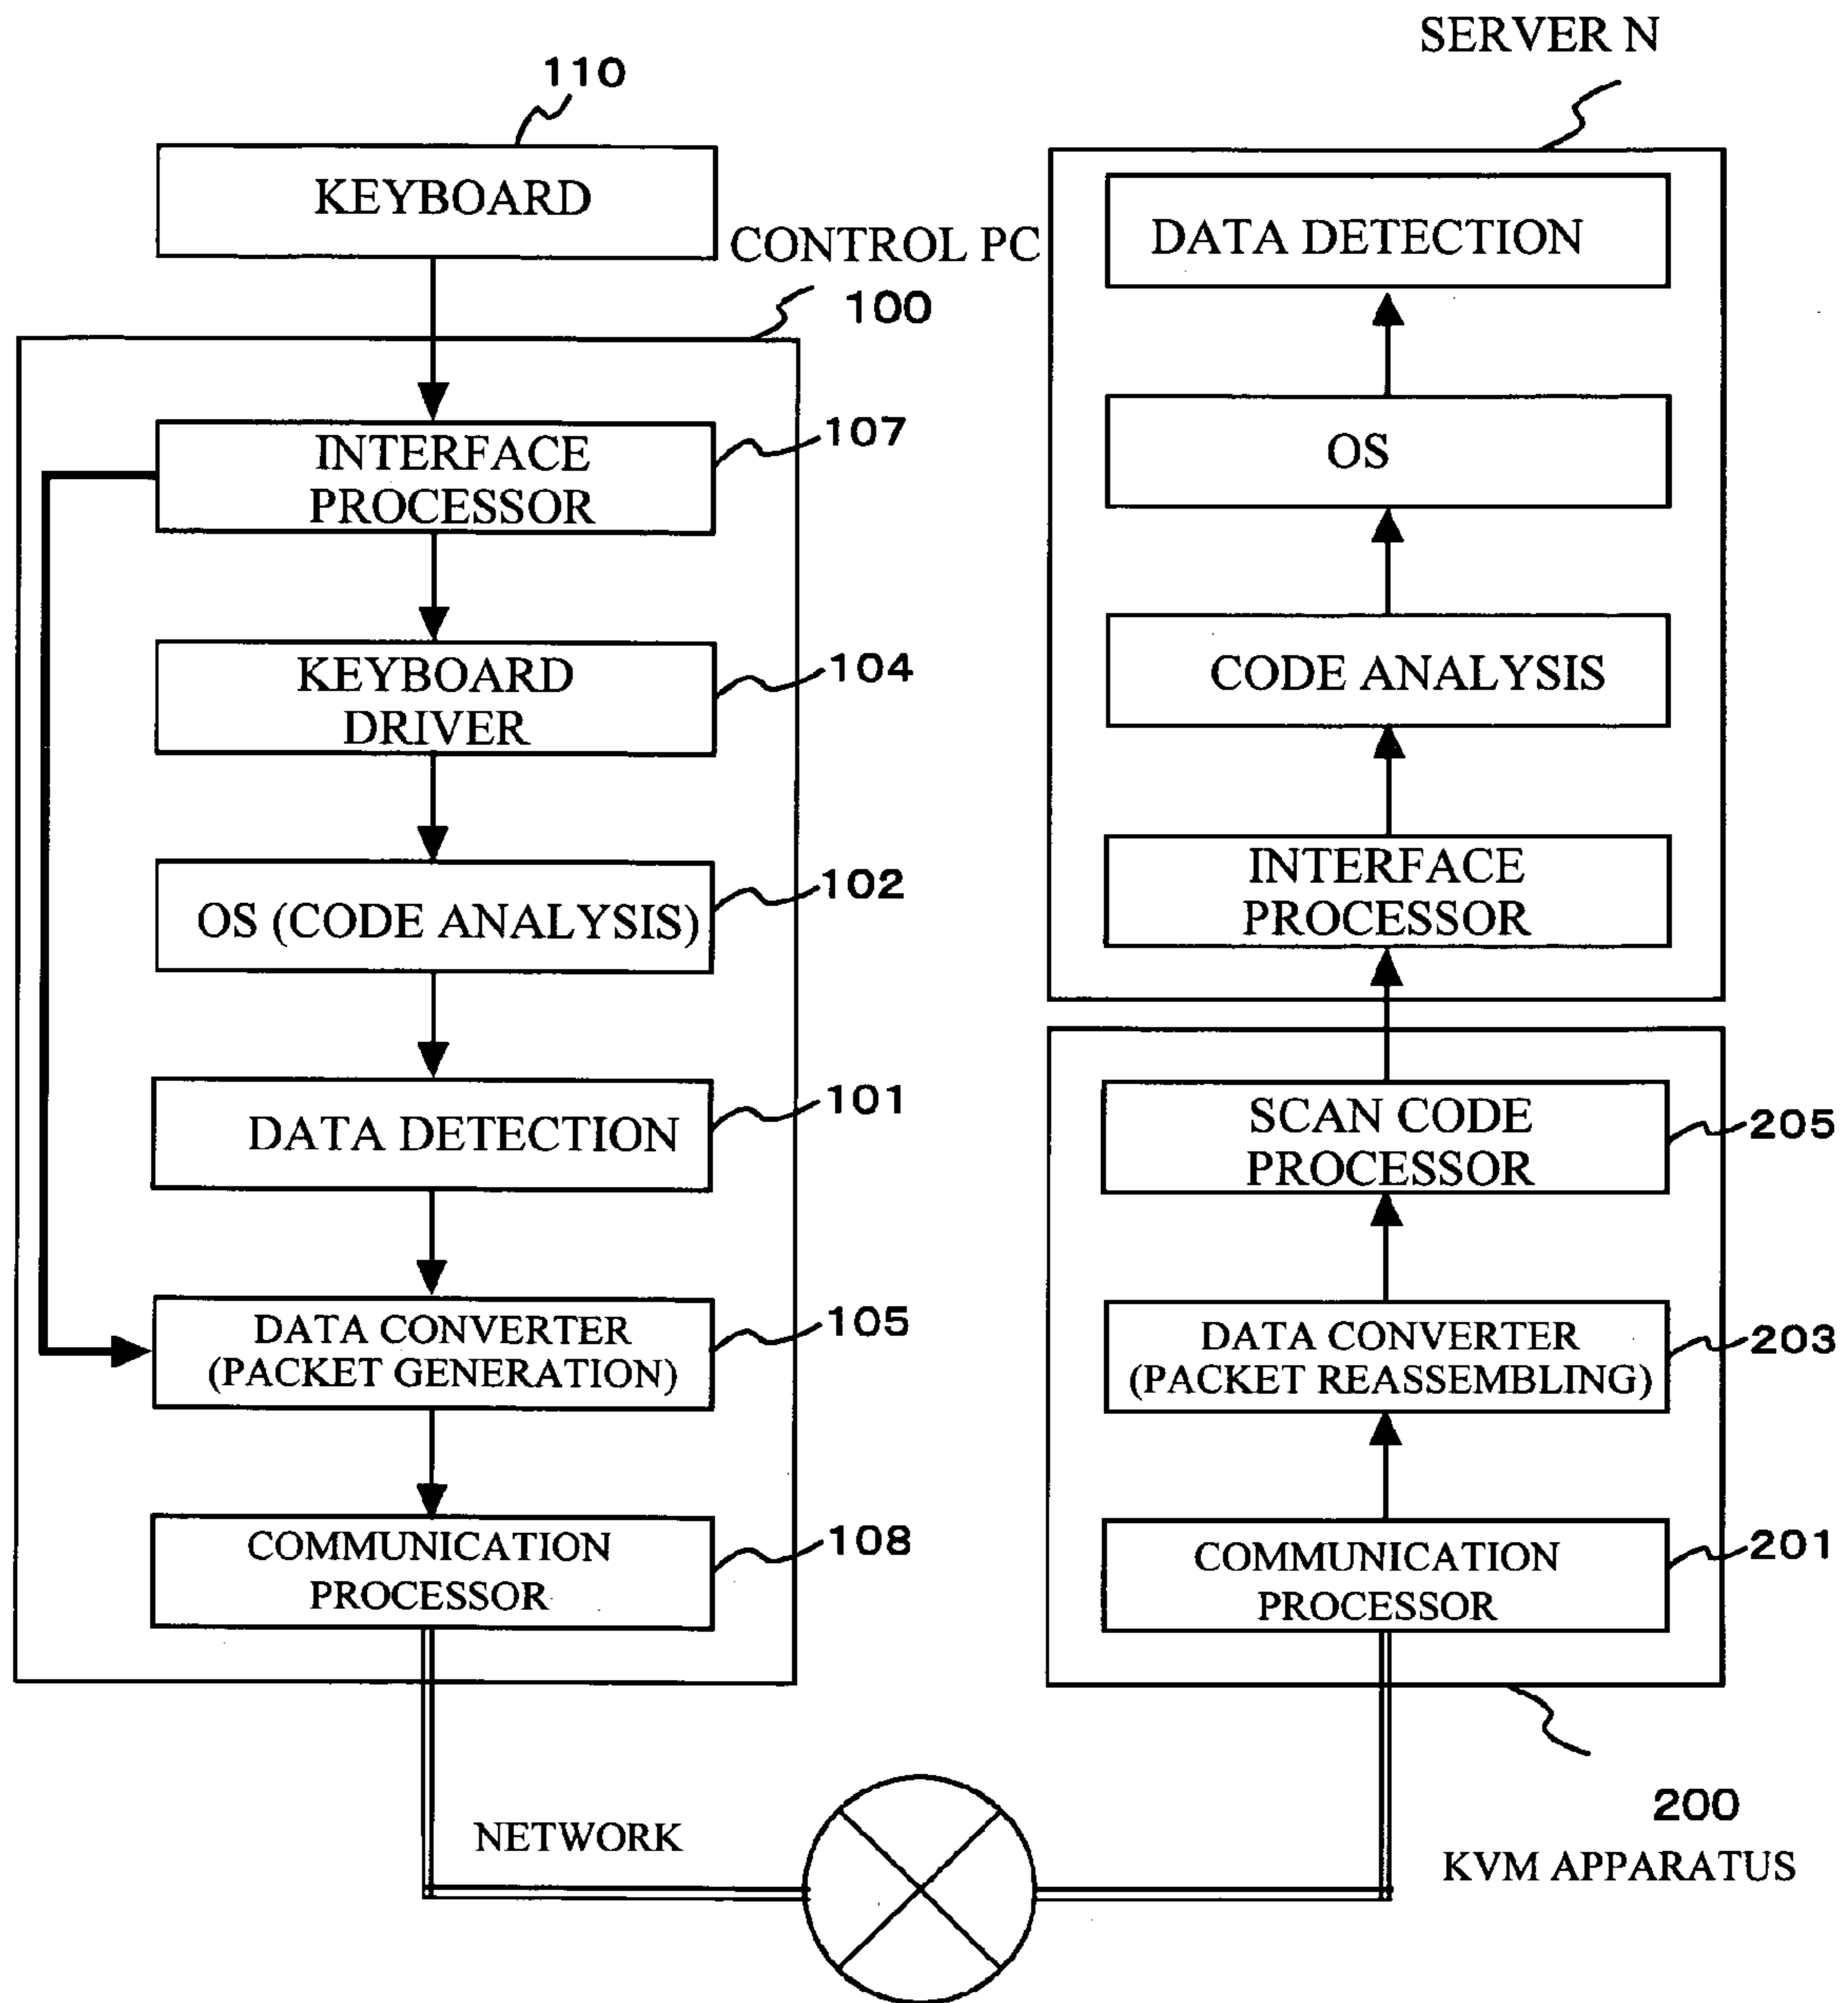 SERVER N
110
KEYBOARD
CONTROL PC
100
INTERFACE
PROCESSOR
107
KEYBOARD
DRIVER
104
OS (CODE ANALYSIS)
102
DATA DETECTION
101
DATA CONVERTER
(PACKET GENERATION)
105
COMMUNICATION
PROCESSOR
108
NETWORK
DATA DETECTION
OS
CODE ANALYSIS
INTERFACE
PROCESSOR
SCAN CODE
PROCESSOR
205
DATA CONVERTER
(PACKET REASSEMBLING)
203
COMMUNICATION
PROCESSOR
201
200
KVM APPARATUS